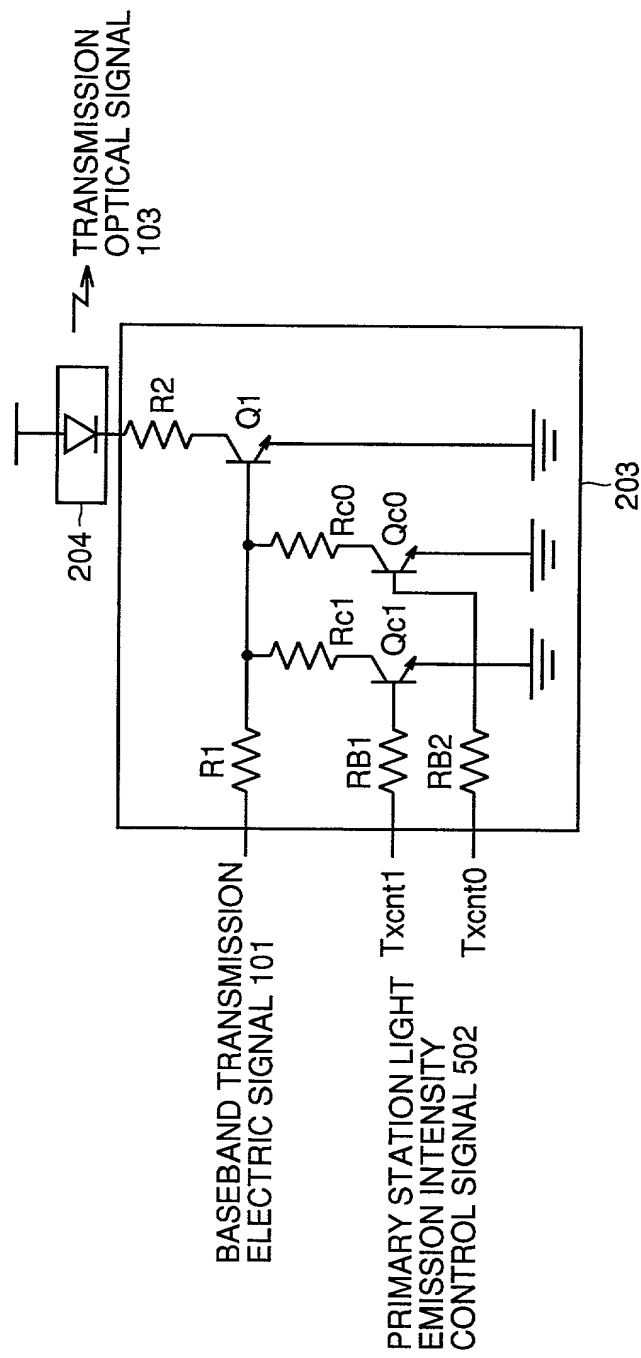 TRANSMISSION
OPTICAL SIGNAL
103
204
R2
Q1
R1
Rc1
Rc0
Qc1
Qc0
RB1
RB2
203
BASEBAND TRANSMISSION
ELECTRIC SIGNAL 101
PRIMARY STATION LIGHT
EMISSION INTENSITY
CONTROL SIGNAL 502
Txcnt1
Txcnt0